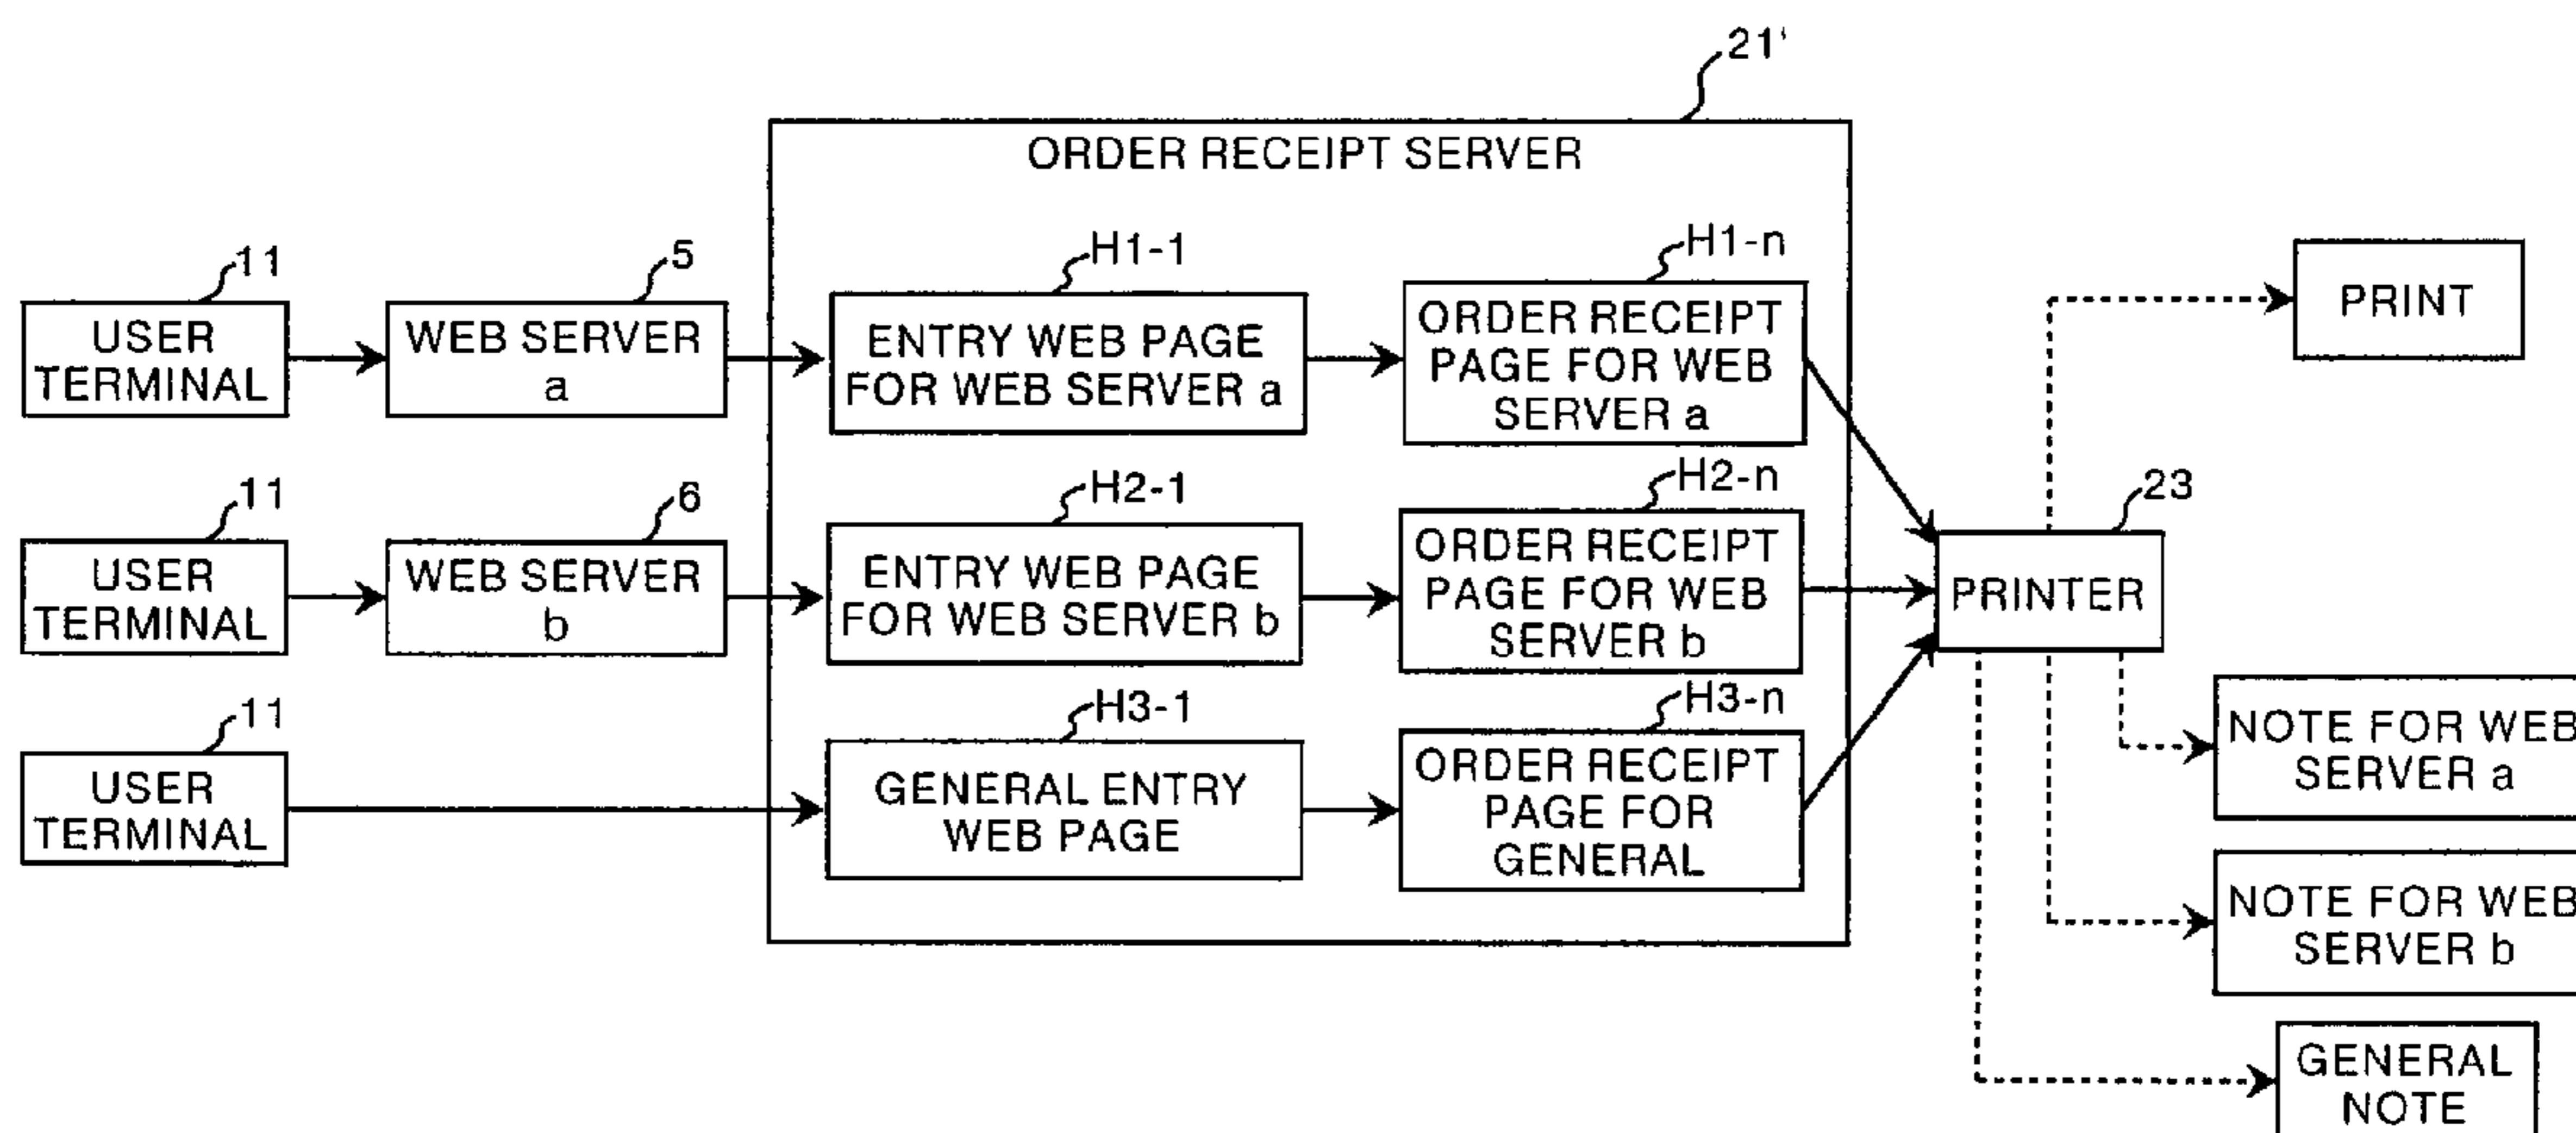 21'
ORDER RECEIPT SERVER
11
USER
TERMINAL
5
WEB SERVER
a
H1-1
ENTRY WEB PAGE
FOR WEB SERVER a
H1-n
ORDER RECEIPT
PAGE FOR WEB
SERVER a
PRINT
11
USER
TERMINAL
6
WEB SERVER
b
H2-1
ENTRY WEB PAGE
FOR WEB SERVER b
H2-n
ORDER RECEIPT
PAGE FOR WEB
SERVER b
23
PRINTER
11
USER
TERMINAL
H3-1
GENERAL ENTRY
WEB PAGE
H3-n
ORDER RECEIPT
PAGE FOR
GENERAL
NOTE FOR WEB
SERVER a
NOTE FOR WEB
SERVER b
GENERAL
NOTE